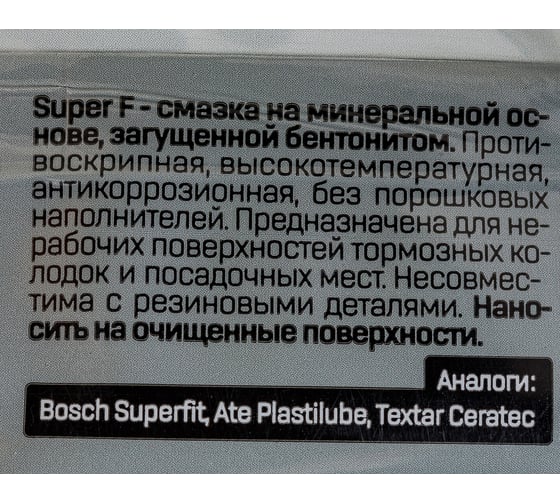 Super F - смазка на минеральной ос-
нове, загущенной бентонитом. Проти-
воскрипная, высокотемпературная,
антикоррозионная, без порошковых
наполнителей. Предназначена для не-
рабочих поверхностей тормозных ко-
лодок и посадочных мест. Несовмес-
тима с резиновыми деталями. Нано-
сить на очищенные поверхности.
Аналоги:
Bosch Superfit, Ate Plastilube, Textar Ceratec